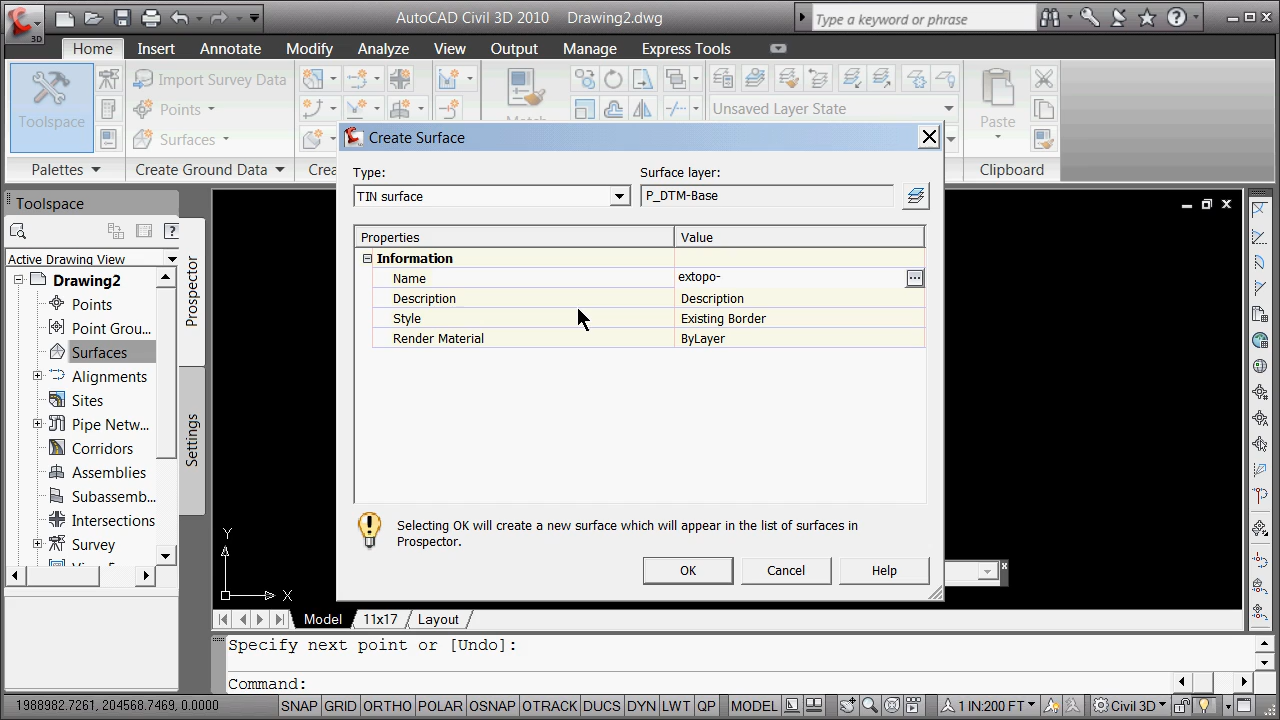 AutoCAD Civil 3D 2010 Drawing2.dwg
Type a keyword or phrase
3D
Home Insert Annotate Modify Analyze View Output Manage Express Tools
Toolspace
Import Survey Data
Points
Surfaces
Unsaved Layer State
Paste
Palettes
Create Ground Data
Clipboard
Create Surface
Type:
Surface layer:
TIN surface
P_DTM-Base
Properties Value
Information
Name extopo-
Description Description
Style Existing Border
Render Material ByLayer
Selecting OK will create a new surface which will appear in the list of surfaces in
Prospector.
OK Cancel Help
Toolspace
Active Drawing View
Drawing2
Points
Point Grou...
Surfaces
Alignments
Sites
Pipe Netw...
Corridors
Assemblies
Subassemb...
Intersections
Survey
Prospector
Settings
Y
X
Model 11x17 Layout
Specify next point or [Undo]:
Command:
1988982.7261, 204568.7469, 0.0000
SNAP GRID ORTHO POLAR OSNAP OTRACK DUCS DYN LWT QP MODEL
1 IN:200 FT
Civil 3D